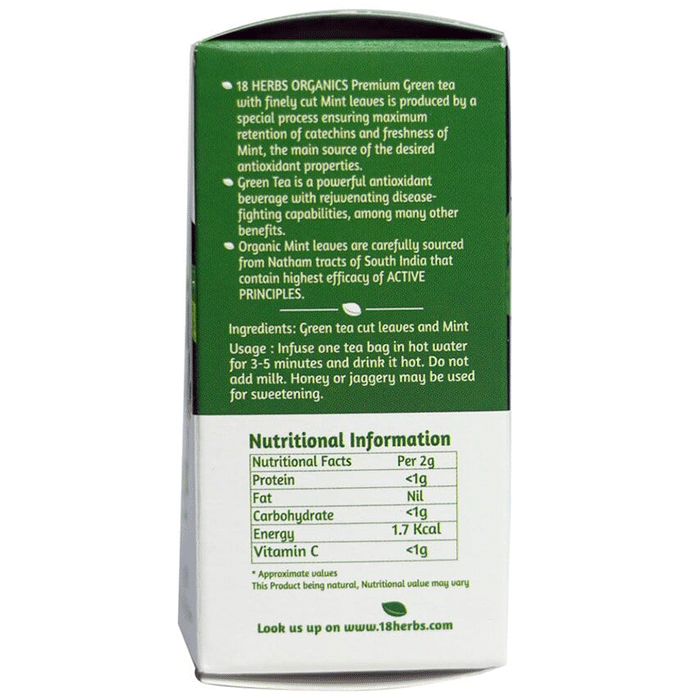 18 HERBS ORGANICS Premium Green tea
with finely cut Mint leaves is produced by a
special process ensuring maximum
retention of catechins and freshness of
Mint, the main source of the desired
antioxidant properties.
Green Tea is a powerful antioxidant
beverage with rejuvenating disease-
fighting capabilities, among many other
benefits.
Organic Mint leaves are carefully sourced
from Natham tracts of South India that
contain highest efficacy of ACTIVE
PRINCIPLES.
Ingredients: Green tea cut leaves and Mint
Usage : Infuse one tea bag in hot water
for 3-5 minutes and drink it hot. Do not
add milk. Honey or jaggery may be used
for sweetening.
Nutritional Information
Nutritional Facts Per 2g
Protein <1g
Fat Nil
Carbohydrate <1g
Energy 1.7 Kcal
Vitamin C <1g
* Approximate values
This Product being natural, Nutritional value may vary
Look us up on www.18herbs.com